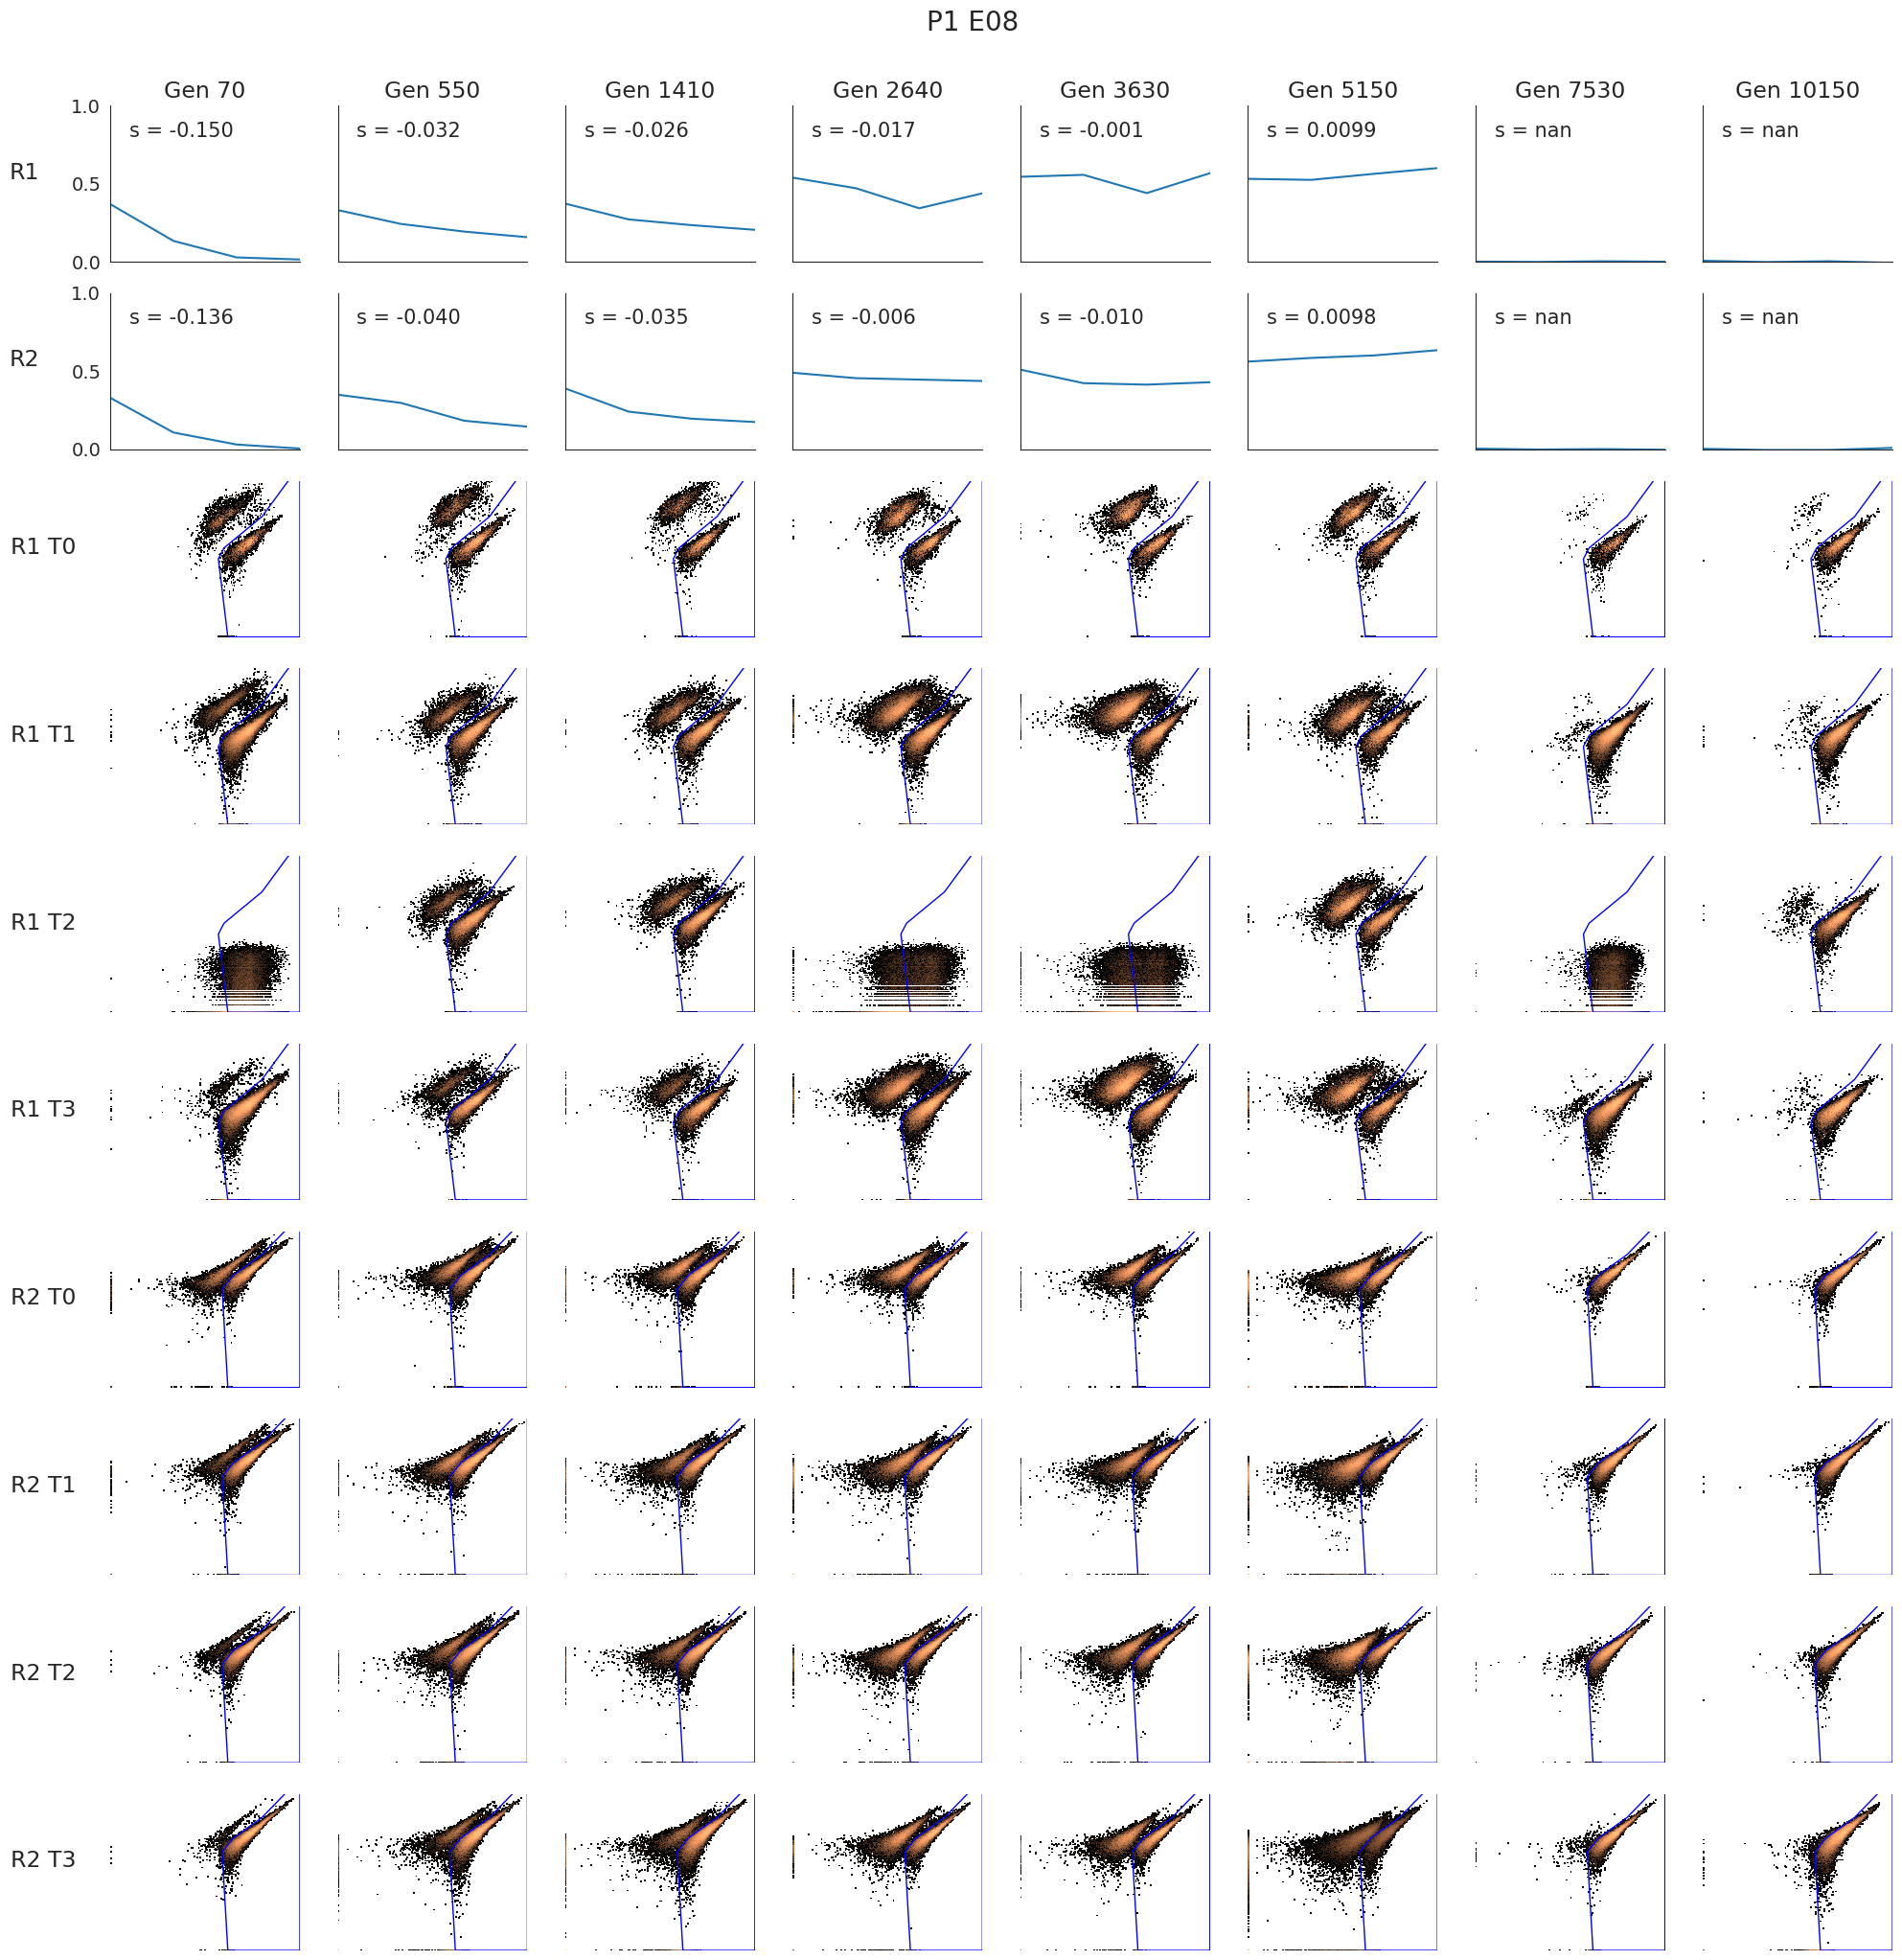 P1 E08
Gen 70 Gen 550 Gen 1410 Gen 2640 Gen 3630 Gen 5150 Gen 7530 Gen 10150
R1
1.0
0.5
0.0
s = -0.150 s = -0.032 s = -0.026 s = -0.017 s = -0.001 s = 0.0099 s = nan s = nan
R2
1.0
0.5
0.0
s = -0.136 s = -0.040 s = -0.035 s = -0.006 s = -0.010 s = 0.0098 s = nan s = nan
R1 T0
R1 T1
R1 T2
R1 T3
R2 T0
R2 T1
R2 T2
R2 T3